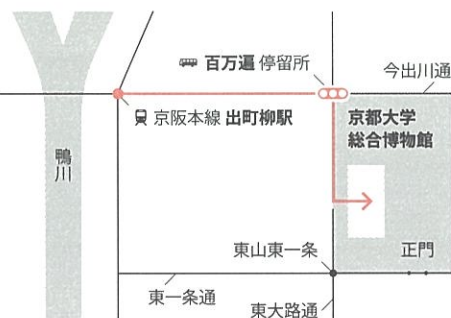 百万遍 停留所
今出川通
京阪本線 出町柳駅
京都大学
総合博物館
鴨川
東山東一条
正門
東一条通
東大路通